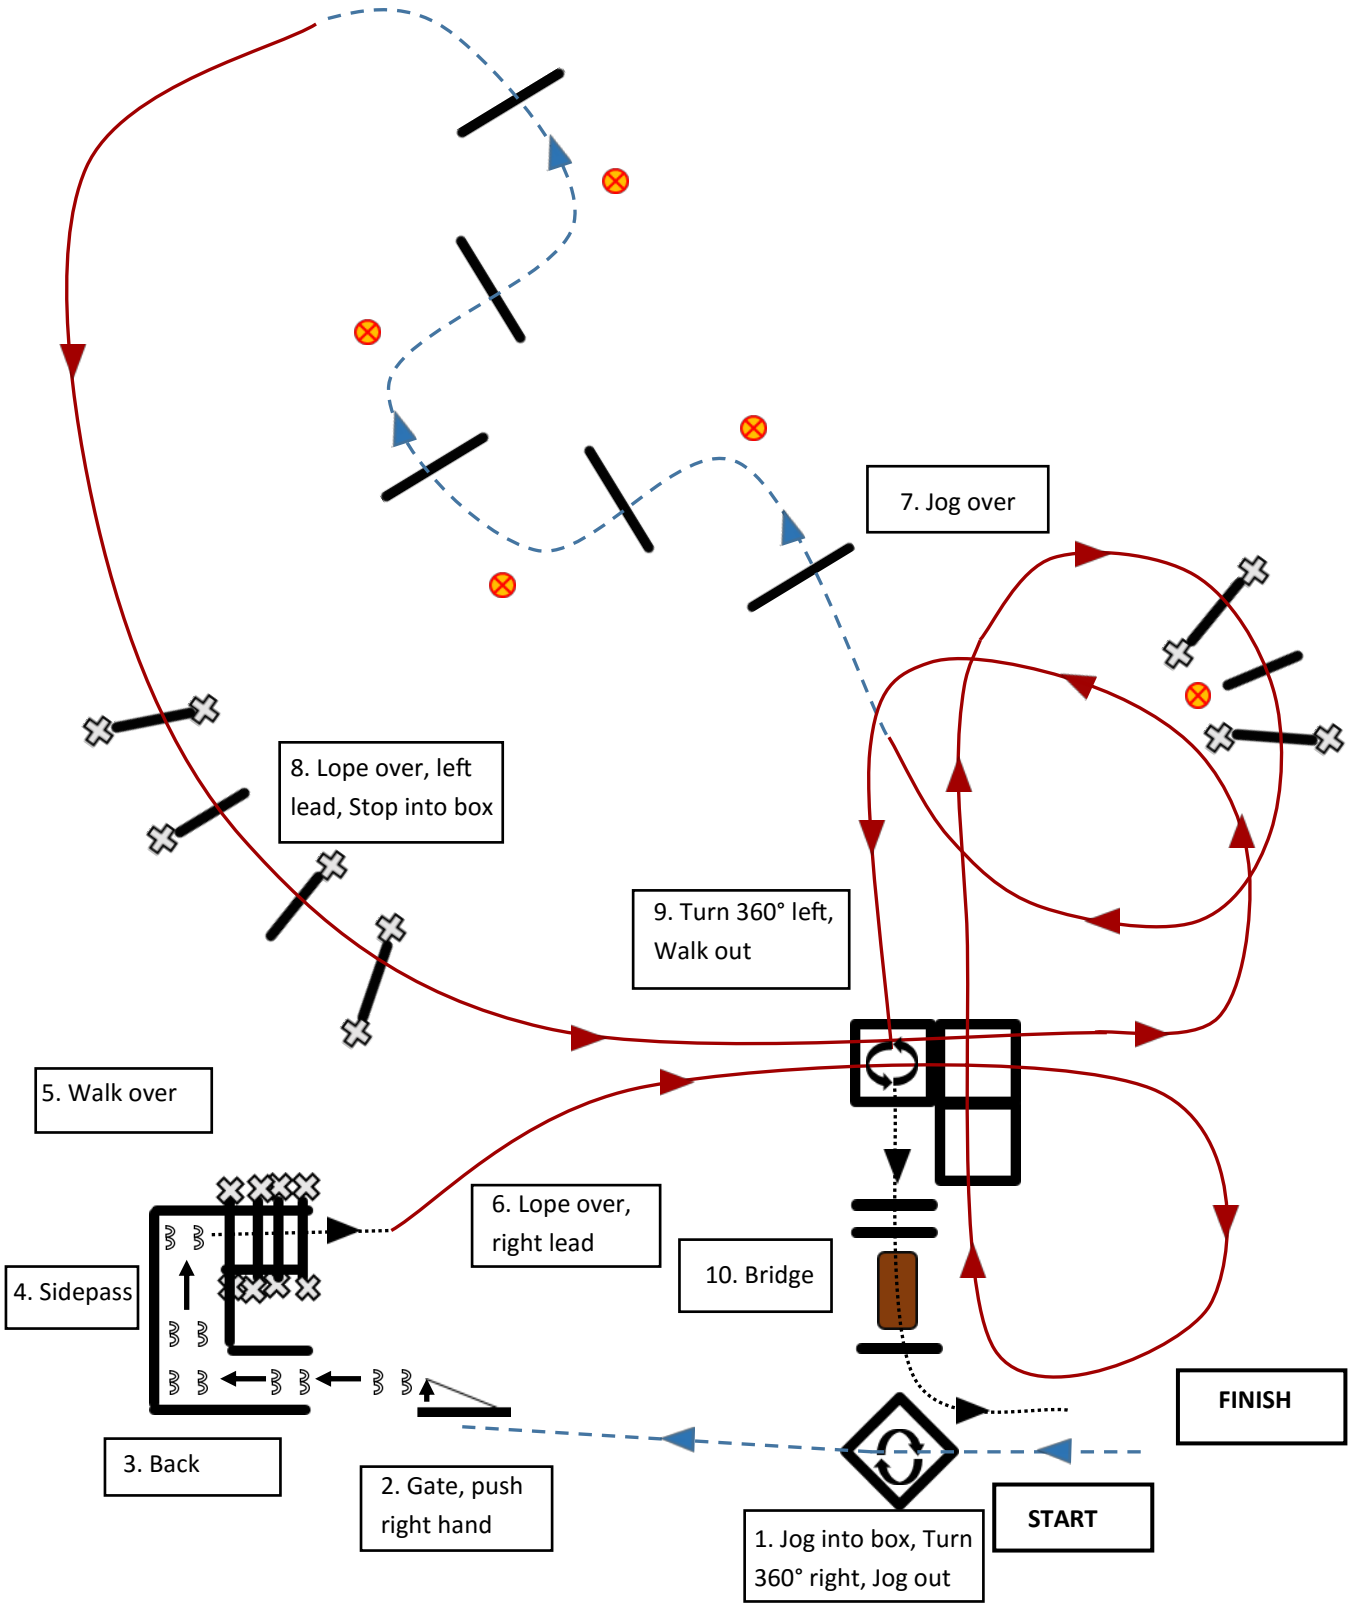 7. Jog over
8. Lope over, left
lead, Stop into box
9. Turn 360° left,
Walk out
5. Walk over
6. Lope over,
right lead
10. Bridge
4. Sidepass
FINISH
3. Back
2. Gate, push
right hand
START
1. Jog into box, Turn
360° right, Jog out